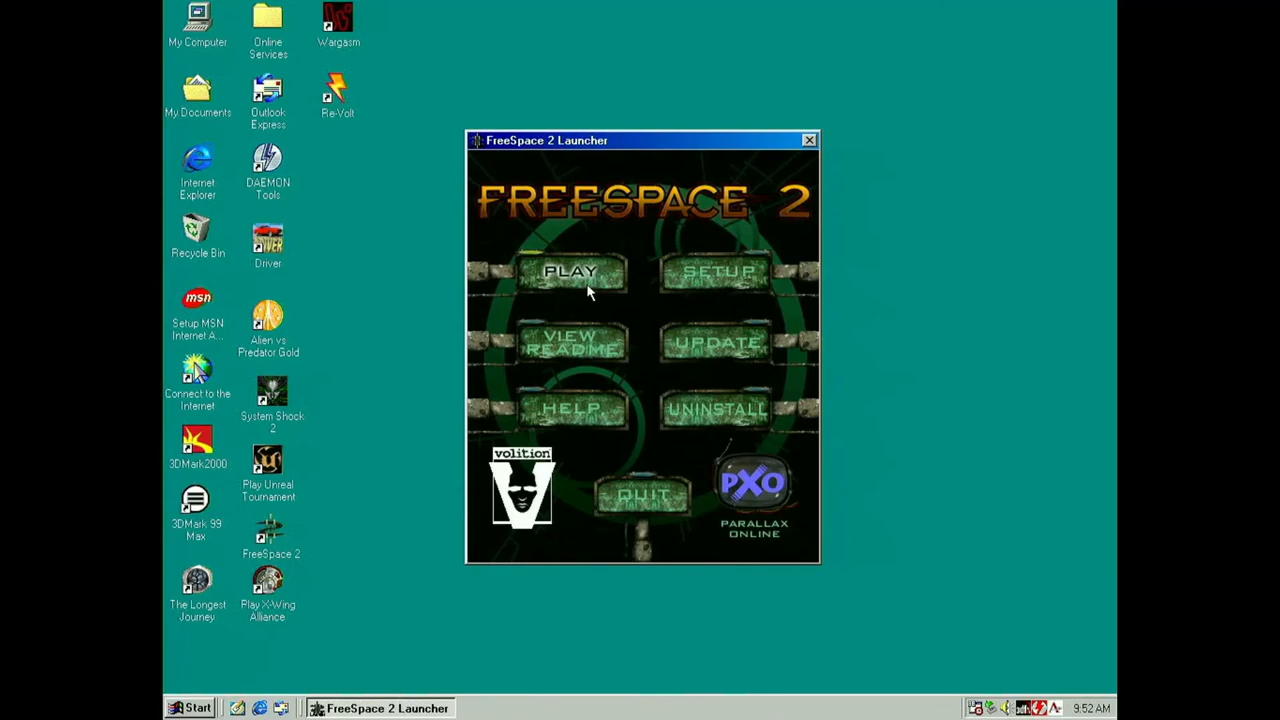 My Computer
Online
Services
Wargasm
My Documents
Outlook
Express
Re-Volt
Internet
Explorer
DAEMON
Tools
Recycle Bin
Driver
msn
Setup MSN
Internet A...
Alien vs
Predator Gold
Connect to the
Internet
System Shock
2
3DMark2000
Play Unreal
Tournament
3DMark 99
Max
FreeSpace 2
The Longest
Journey
Play X-Wing
Alliance
FreeSpace 2 Launcher
FREESPACE 2
PLAY
SETUP
VIEW
README
UPDATE
HELP
UNINSTALL
volition
V
QUIT
PXO
PARALLAX
ONLINE
Start
FreeSpace 2 Launcher
9:52 AM